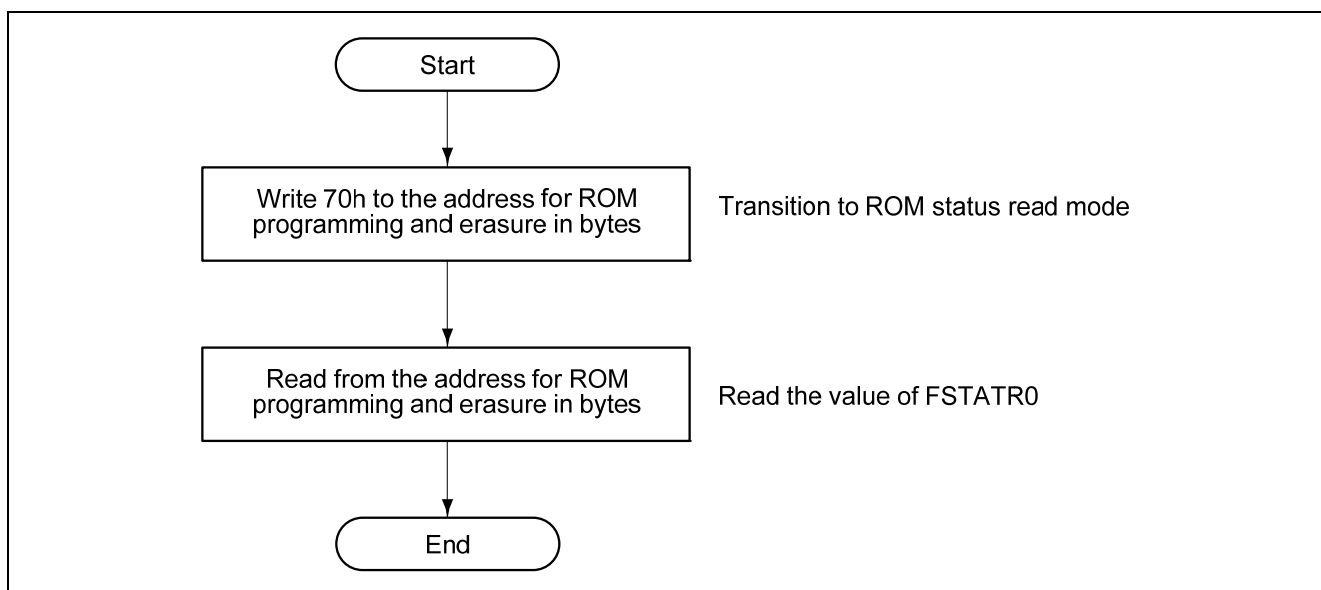 Start
Write 70h to the address for ROM
programming and erasure in bytes
Transition to ROM status read mode
Read from the address for ROM
programming and erasure in bytes
Read the value of FSTATR0
End